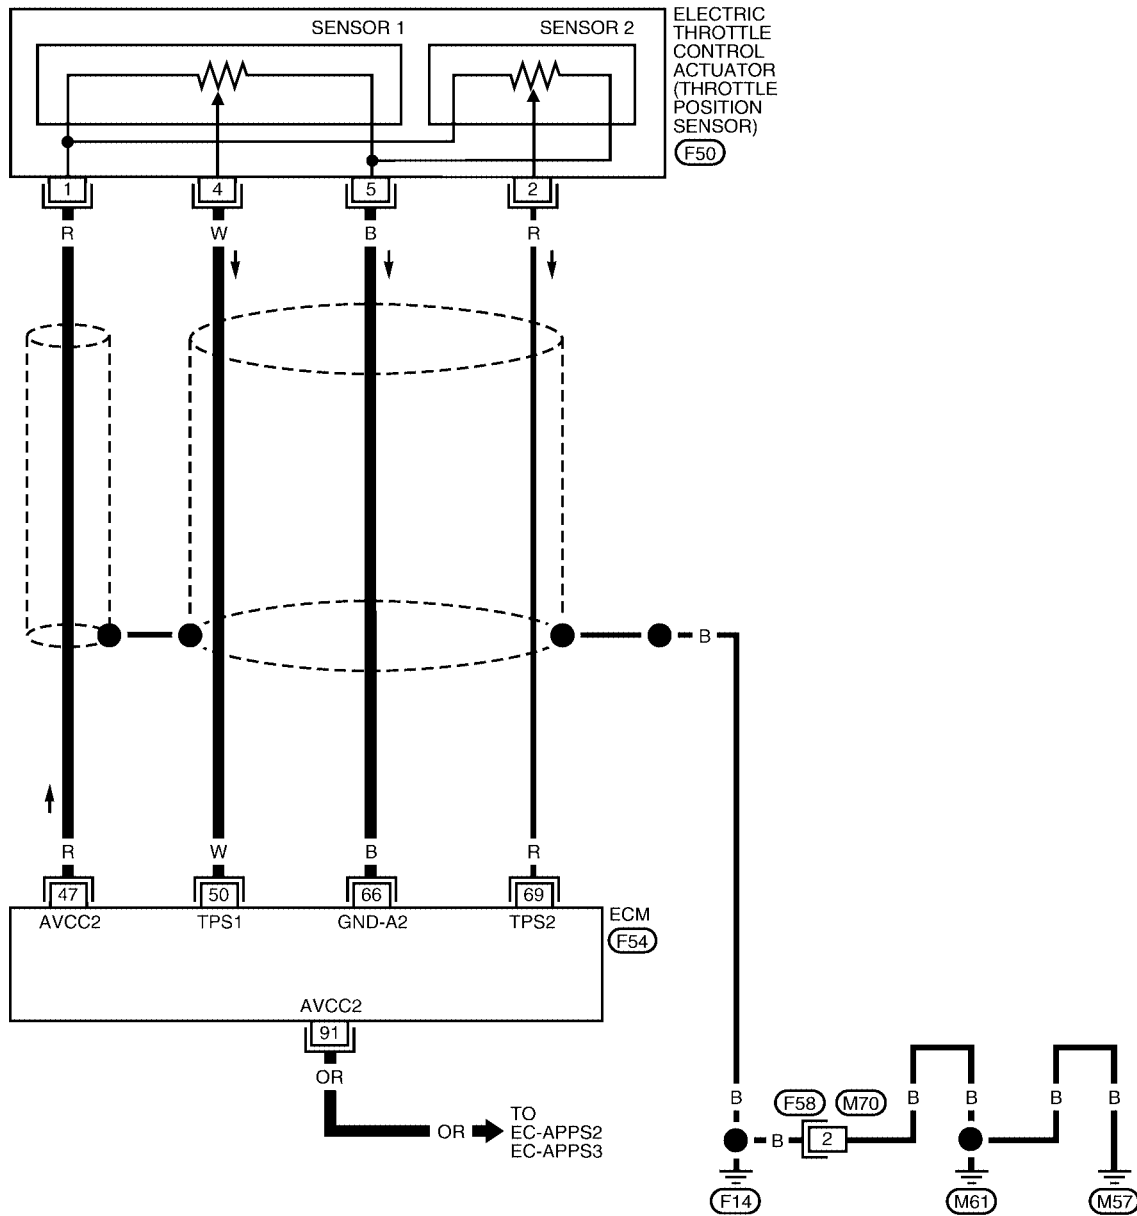 SENSOR 1
SENSOR 2
ELECTRIC
THROTTLE
CONTROL
ACTUATOR
(THROTTLE
POSITION
SENSOR)
F50
1
4
5
2
R
W
B
R
B
R
W
B
R
47
50
66
69
AVCC2
TPS1
GND-A2
TPS2
ECM
F54
AVCC2
91
OR
OR
TO
EC-APPS2
EC-APPS3
B
F58
M70
B
B
B
B
B
2
F14
M61
M57